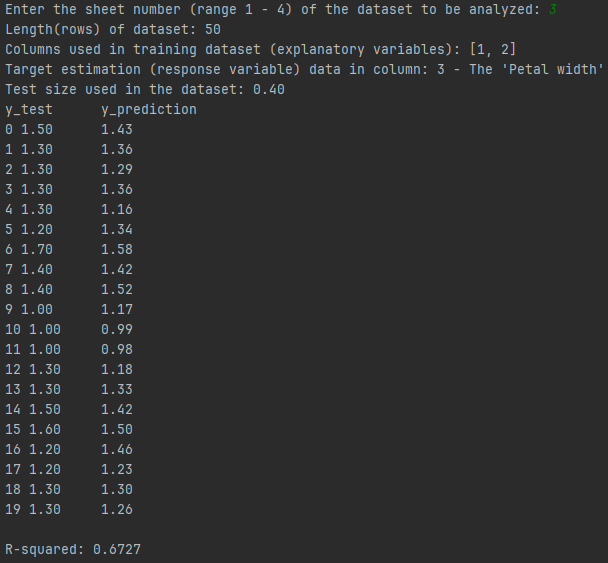 Enter the sheet number (range 1 - 4) of the dataset to be analyzed: 3
Length(rows) of dataset: 50
Columns used in training dataset (explanatory variables): [1, 2]
Target estimation (response variable) data in column: 3 - The 'Petal width'
Test size used in the dataset: 0.40
y_test      y_prediction
0 1.50      1.43
1 1.30      1.36
2 1.30      1.29
3 1.30      1.36
4 1.30      1.16
5 1.20      1.34
6 1.70      1.58
7 1.40      1.42
8 1.40      1.52
9 1.00      1.17
10 1.00     0.99
11 1.00     0.98
12 1.30     1.18
13 1.30     1.33
14 1.50     1.42
15 1.60     1.50
16 1.20     1.46
17 1.20     1.23
18 1.30     1.30
19 1.30     1.26
R-squared: 0.6727